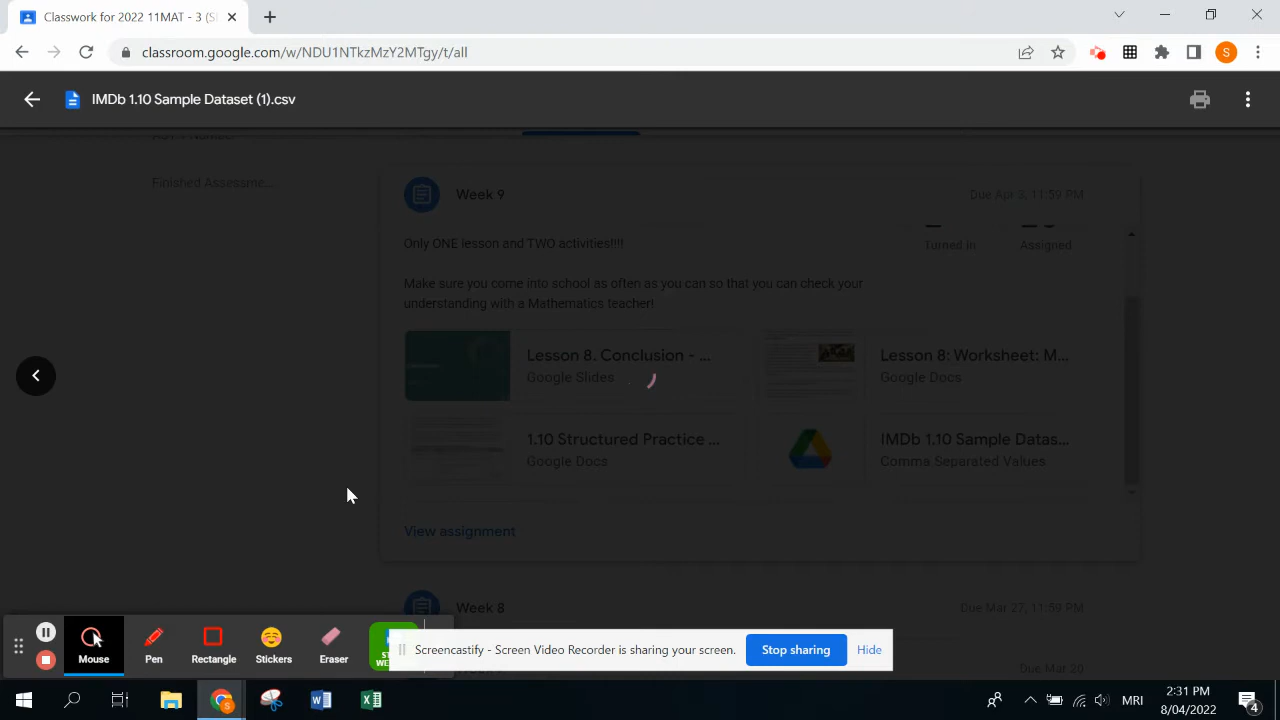 Classwork for 2022 11MAT - 3 (S
classroom.google.com/w/NDU1NTkzMzY2MTgy/t/all
S
IMDb 1.10 Sample Dataset (1).csv
Finished Assessme...
Week 9
Due Apr 3, 11:59 PM
Only ONE lesson and TWO activities!!!!
Turned in
Assigned
Make sure you come into school as often as you can so that you can check your
understanding with a Mathematics teacher!
Lesson 8. Conclusion - ...
Google Slides
Lesson 8: Worksheet: M...
Google Docs
1.10 Structured Practice ...
Google Docs
IMDb 1.10 Sample Datas...
Comma Separated Values
View assignment
Week 8
Due Mar 27, 11:59 PM
Due Mar 20
Mouse
Pen
Rectangle
Stickers
Eraser
Screencastify - Screen Video Recorder is sharing your screen.
Stop sharing
Hide
MRI
2:31 PM
8/04/2022
4